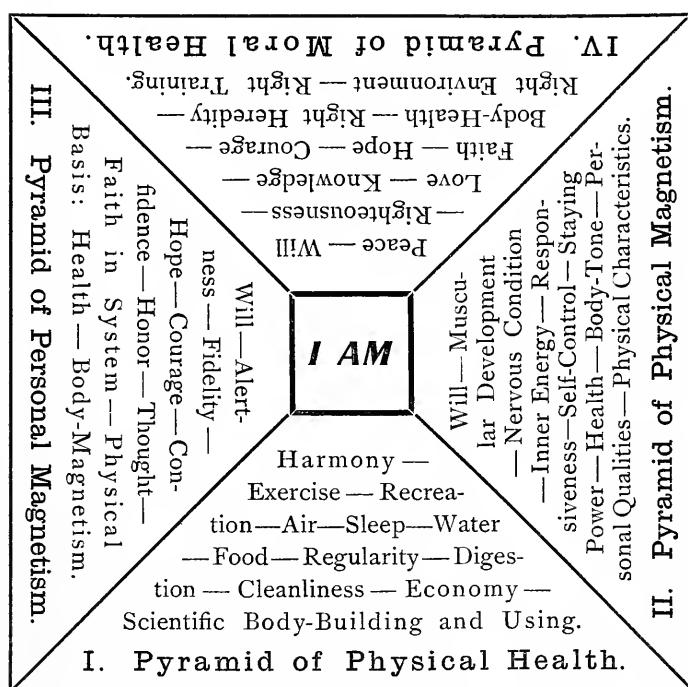 I AM
Harmony —
Exercise — Recrea-
tion—Air—Sleep—Water
—Food—Regularity—Diges-
tion — Cleanliness — Economy —
Scientific Body-Building and Using.
I. Pyramid of Physical Health.
Will—Muscu-
lar Development
—Nervous Condition
—Inner Energy—Respon-
siveness—Self-Control—Staying
Power—Health—Body-Tone—Per-
sonal Qualities—Physical Characteristics.
II. Pyramid of Physical Magnetism.
Will—Alert-
ness — Fidelity —
Hope—Courage—Con-
fidence—Honor—Thought—
Faith in System — Physical
Basis: Health — Body-Magnetism.
III. Pyramid of Personal Magnetism.
Peace — Will
— Righteousness —
Love — Knowledge —
Faith — Hope — Courage —
Body-Health — Right Heredity —
Right Environment — Right Training.
IV. Pyramid of Moral Health.